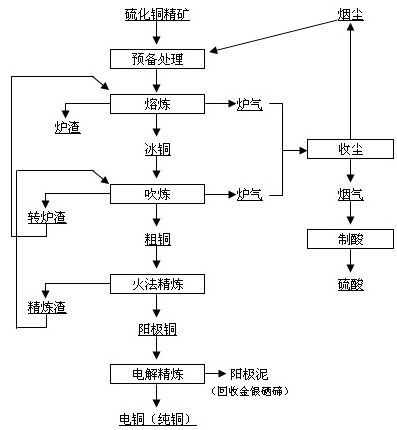 硫化铜精矿
烟尘
预备处理
熔炼
炉气
炉渣
冰铜
收尘
吹炼
炉气
烟气
转炉渣
粗铜
制酸
火法精炼
硫酸
精炼渣
阳极铜
电解精炼
阳极泥
（回收金银硒碲）
电铜（纯铜）